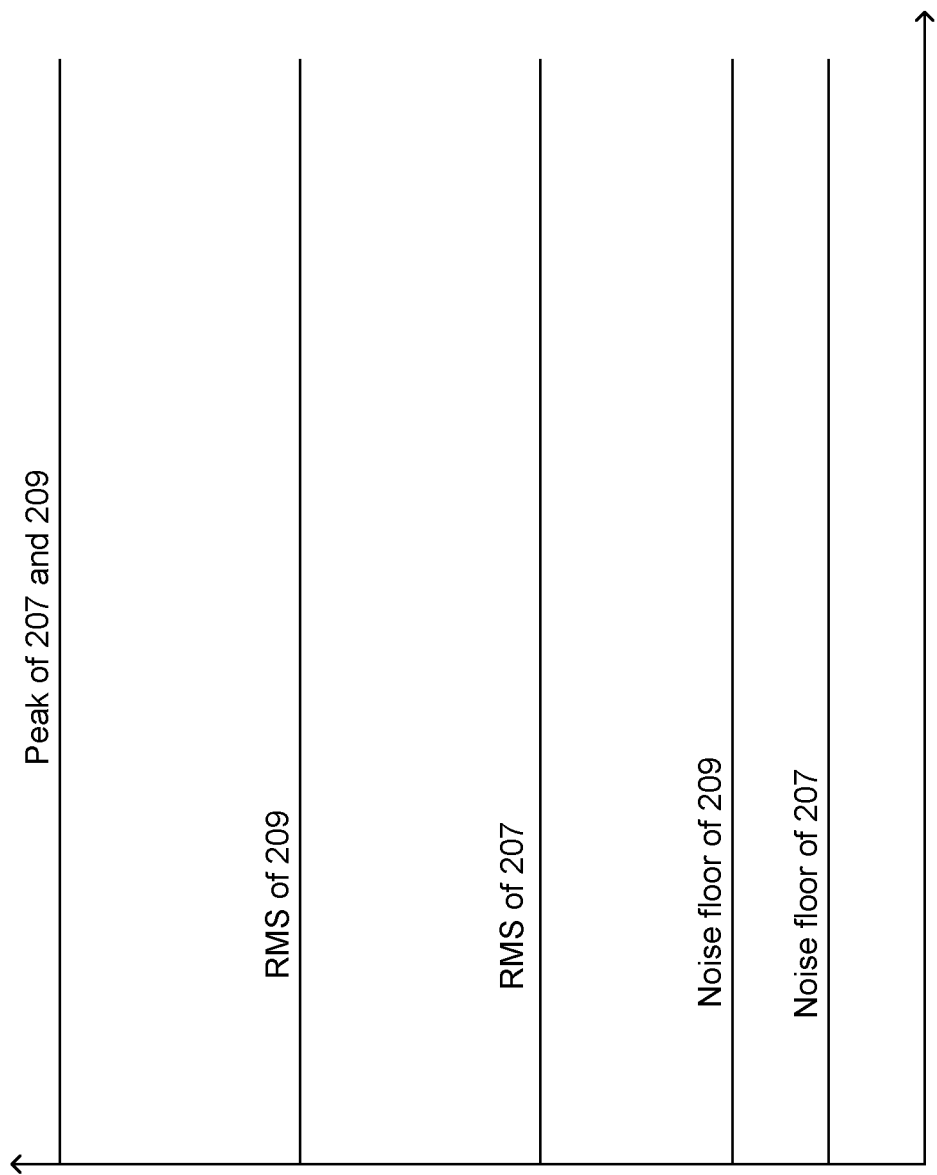 Peak of 207 and 209
RMS of 209
RMS of 207
Noise floor of 209
Noise floor of 207